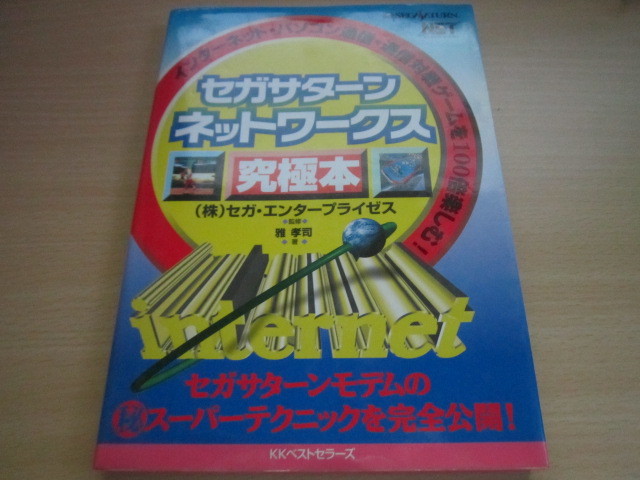 インターネット・パソコン通信・通信対戦ゲームを100倍楽しむ!
セガサターン
ネットワークス
究極本
(株)セガ・エンタープライゼス
監修
雅 孝司
著
internet
セガサターンモデムの
㊙スーパーテクニックを完全公開!
KKベストセラーズ